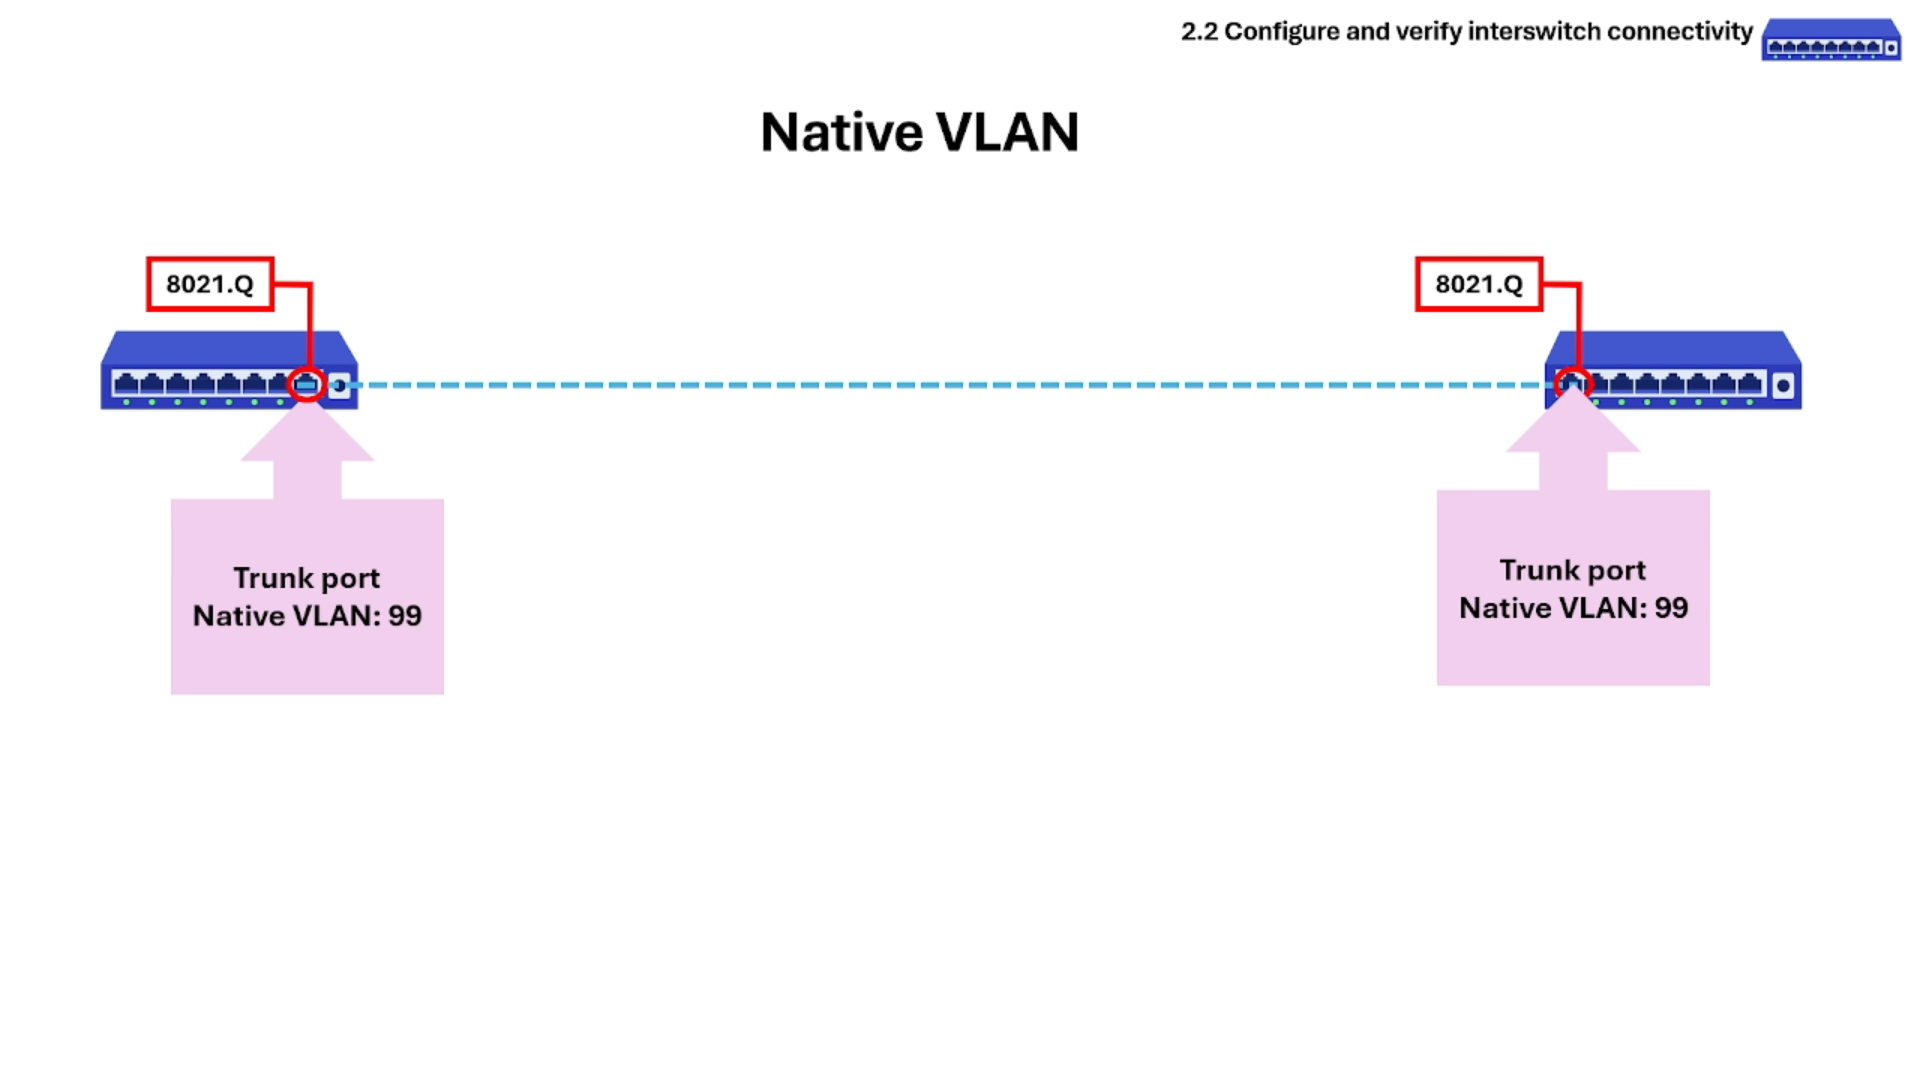 2.2 Configure and verify interswitch connectivity
Native VLAN
8021.Q
8021.Q
Trunk port
Native VLAN: 99
Trunk port
Native VLAN: 99